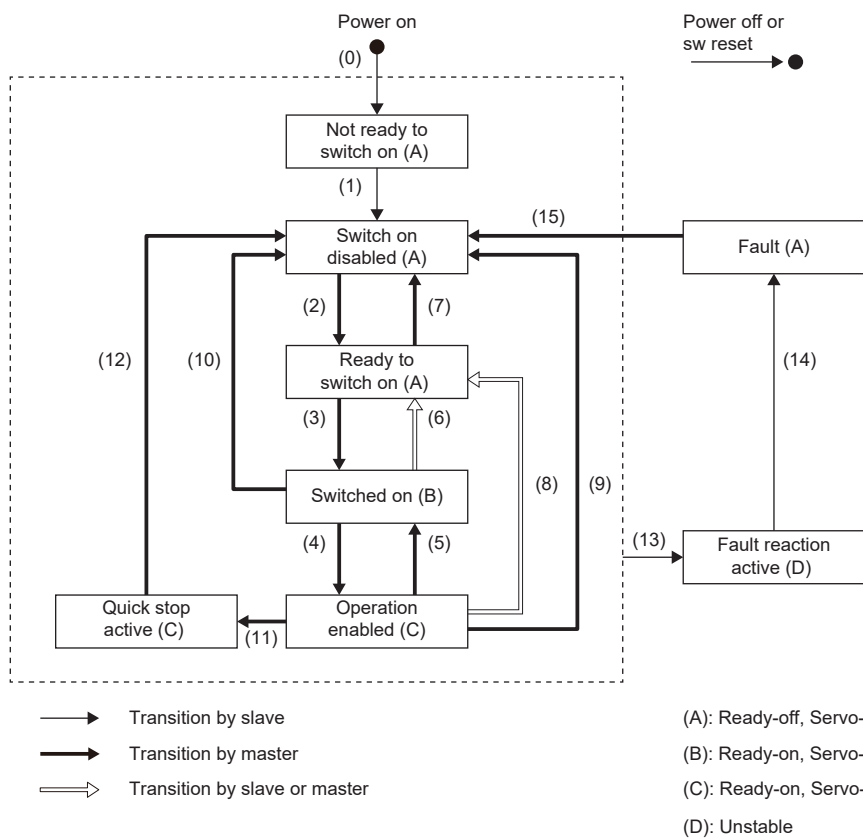 Power on
Power off or
sw reset
(0)
Not ready to
switch on (A)
(1)
Switch on
disabled (A)
(15)
Fault (A)
(2)
(7)
(12)
(10)
Ready to
switch on (A)
(14)
(3)
(6)
(8)
(9)
Switched on (B)
(4)
(5)
(13)
Fault reaction
active (D)
Quick stop
active (C)
(11)
Operation
enabled (C)
Transition by slave
Transition by master
Transition by slave or master
(A): Ready-off, Servo-
(B): Ready-on, Servo-
(C): Ready-on, Servo-
(D): Unstable